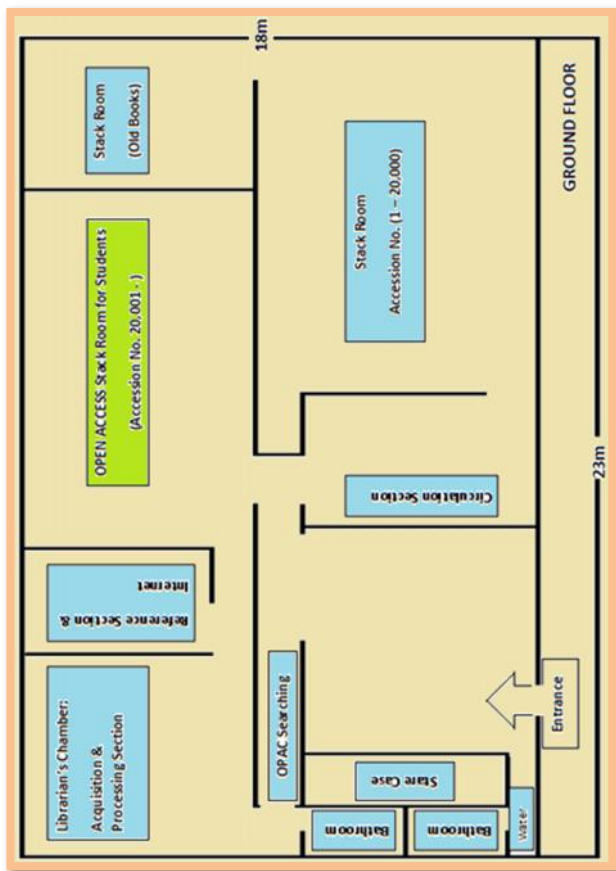 18m
Stack Room
(Old Books)
OPEN ACCESS Stack Room for Students
(Accession No. 20,001 - )
Reference Section &
Internet
Librarian's Chamber:
Acquisition &
Processing Section
Stack Room
Accession No. (1 – 20,000)
Circulation Section
OPAC Searching
Stare Case
Bathroom
Bathroom
Water
Entrance
GROUND FLOOR
23m